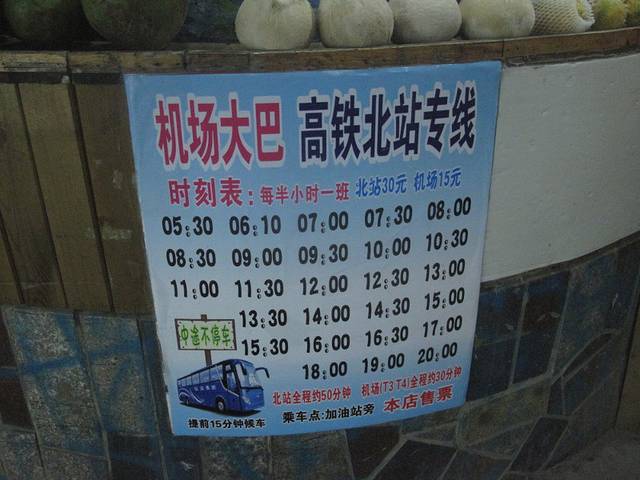 机场大巴 高铁北站专线
时刻表：每半小时一班 北站30元 机场15元
05:30 06:10 07:00 07:30 08:00
08:30 09:00 09:30 10:00 10:30
11:00 11:30 12:00 12:30 13:00
13:30 14:00 14:30 15:00
中途不停车
15:30 16:00 16:30 17:00
18:00 19:00 20:00
北站全程约50分钟 机场(T3 T4)全程约30分钟
提前15分钟候车 乘车点:加油站旁 本店售票